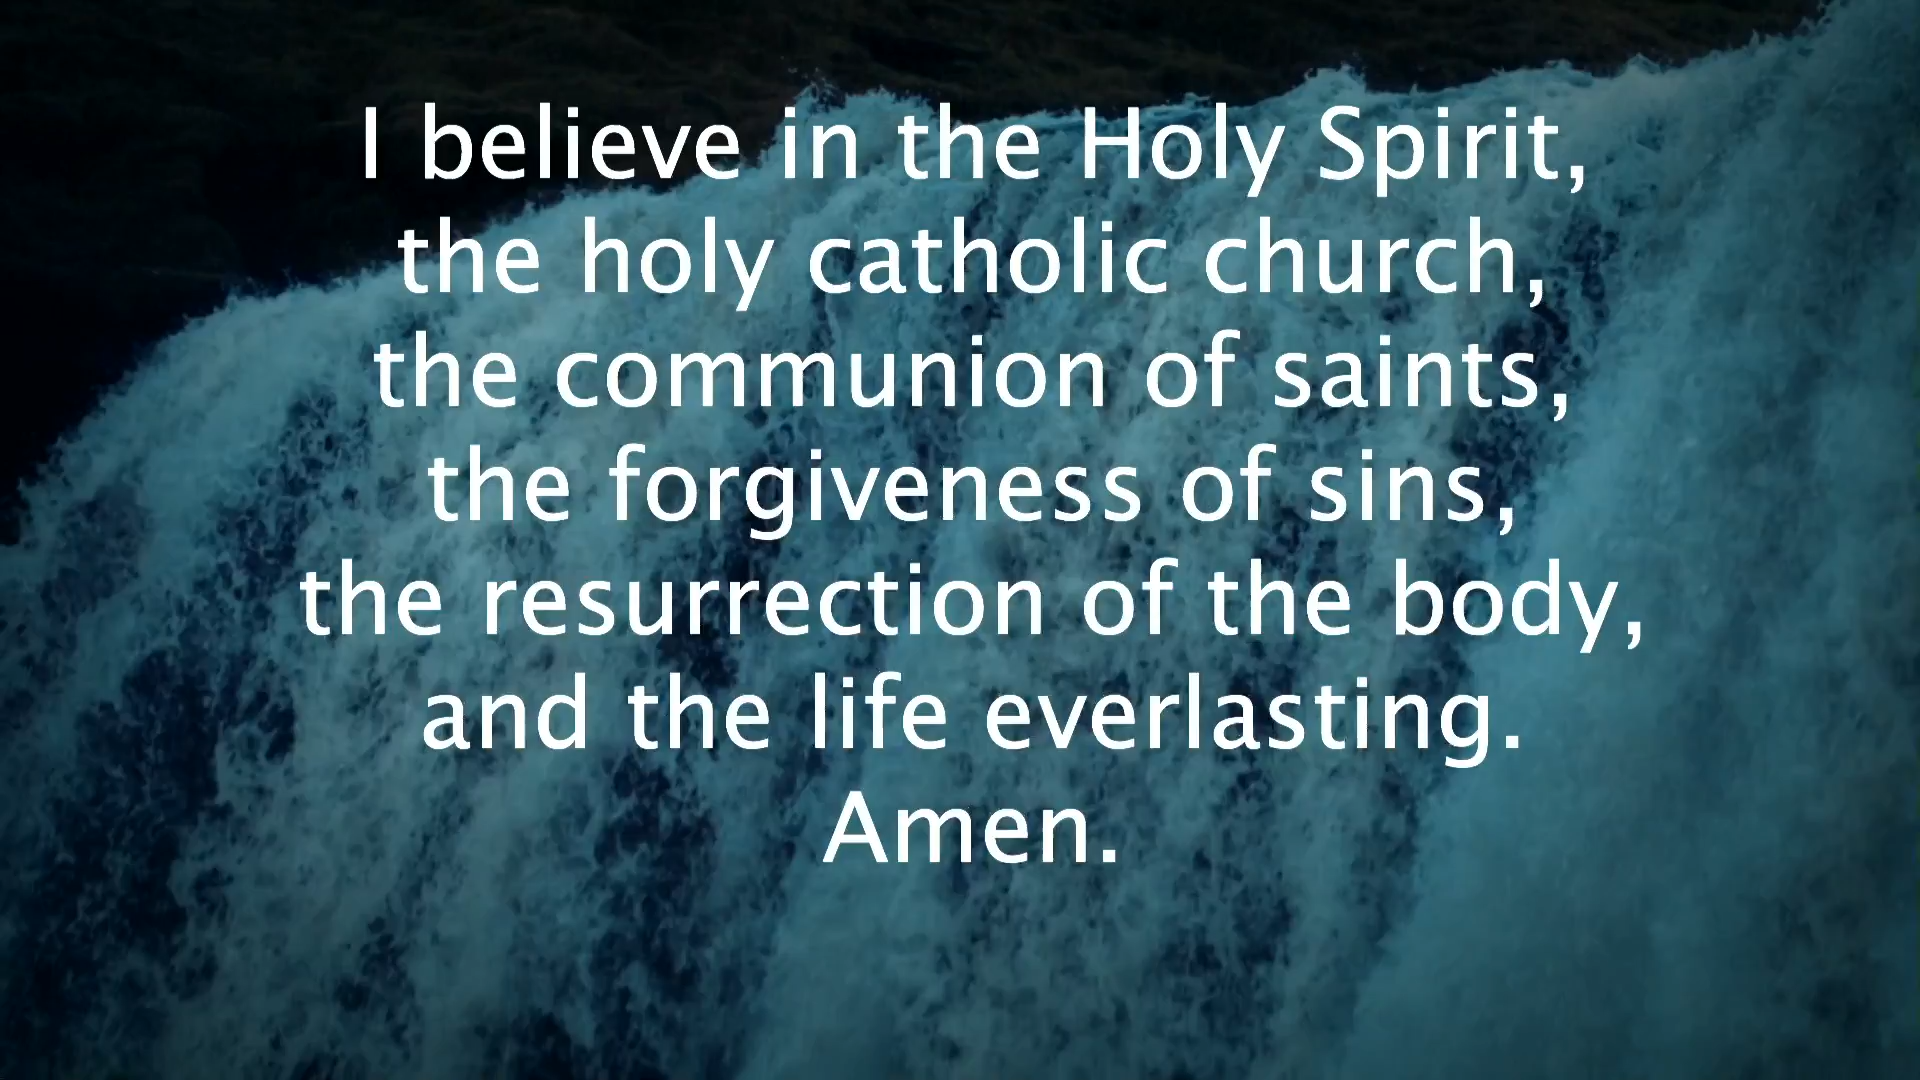 I believe in the Holy Spirit,
the holy catholic church,
the communion of saints,
the forgiveness of sins,
the resurrection of the body,
and the life everlasting.
Amen.